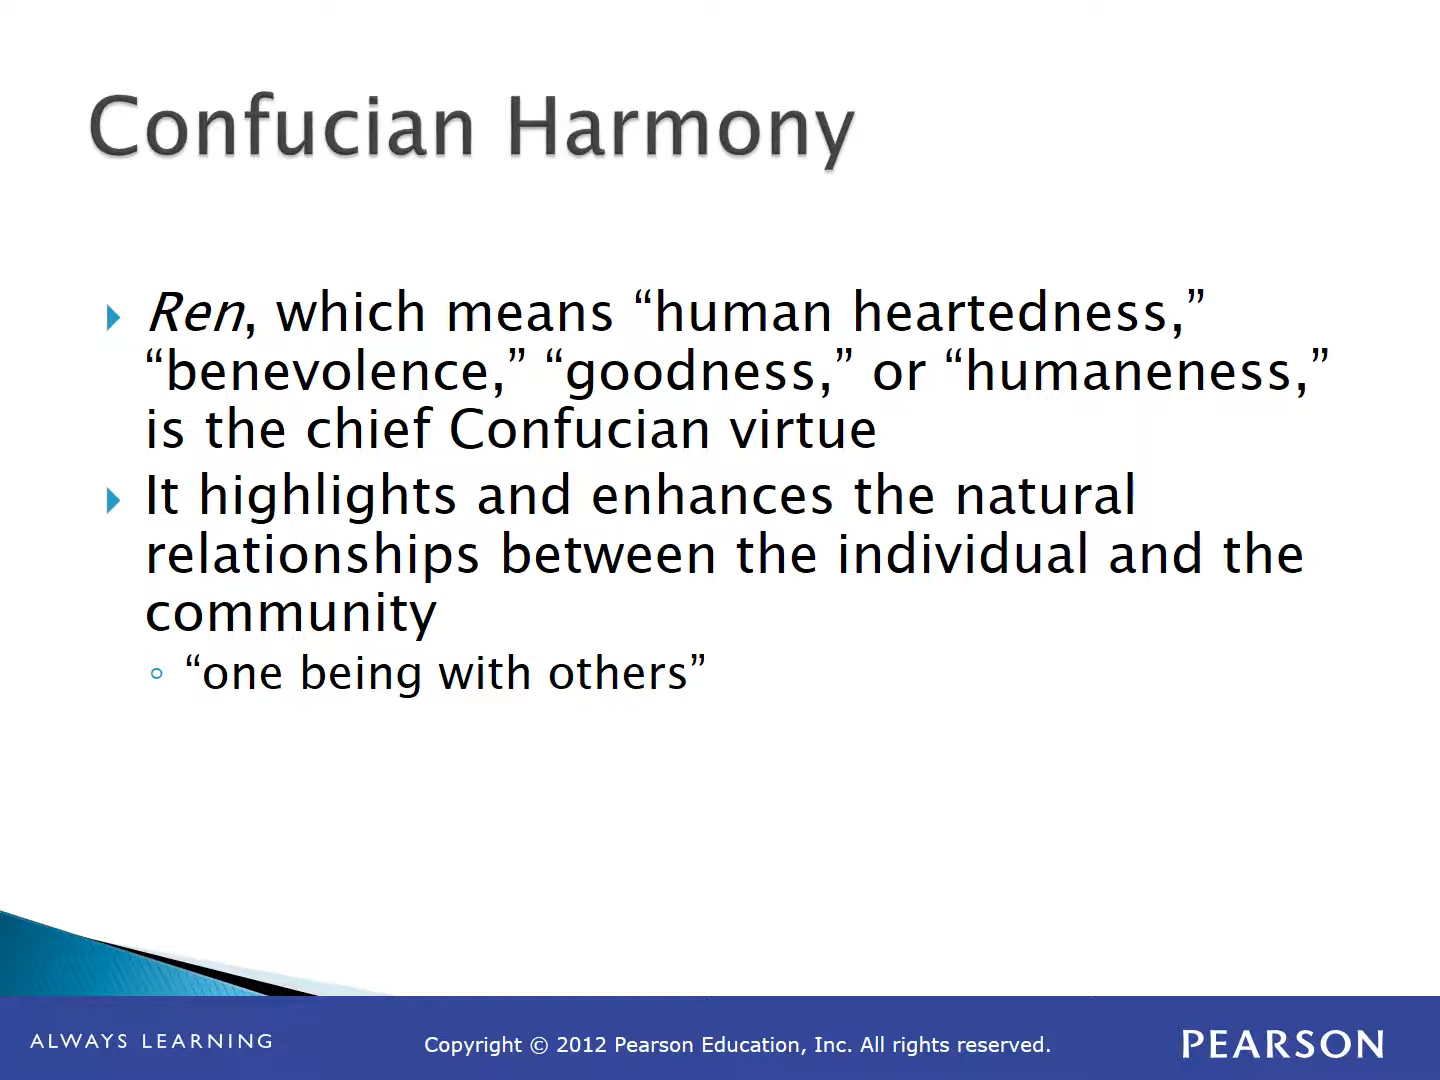 Confucian Harmony
Ren, which means “human heartedness,”
“benevolence,” “goodness,” or “humaneness,”
is the chief Confucian virtue
It highlights and enhances the natural
relationships between the individual and the
community
“one being with others”
ALWAYS LEARNING
Copyright © 2012 Pearson Education, Inc. All rights reserved.
PEARSON